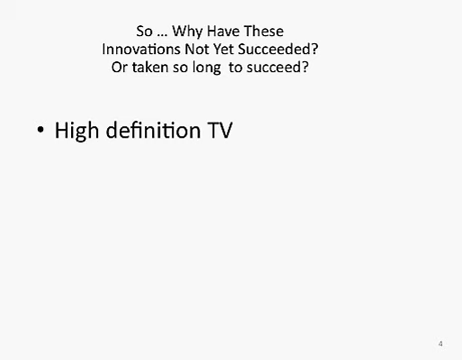 So ... Why Have These
Innovations Not Yet Succeeded?
Or taken so long  to succeed?
• High definition TV
4